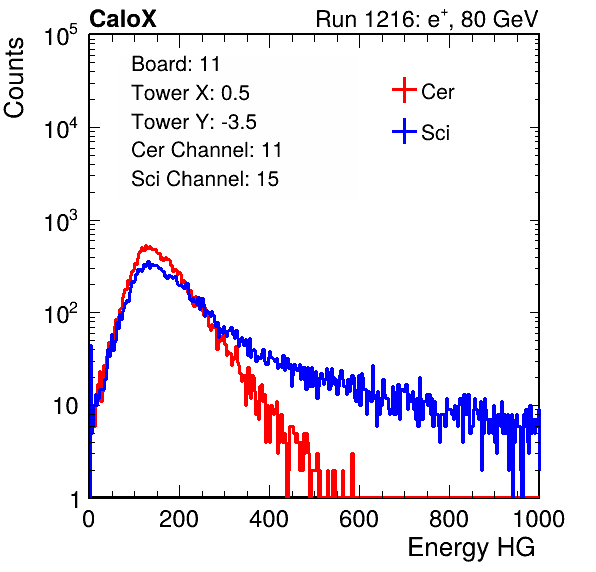 CaloX Run 1216: e⁺, 80 GeV
Counts
10⁵
10⁴
10³
10²
10
1
Board: 11
Tower X: 0.5
Tower Y: -3.5
Cer Channel: 11
Sci Channel: 15
Cer
Sci
0 200 400 600 800 1000
Energy HG